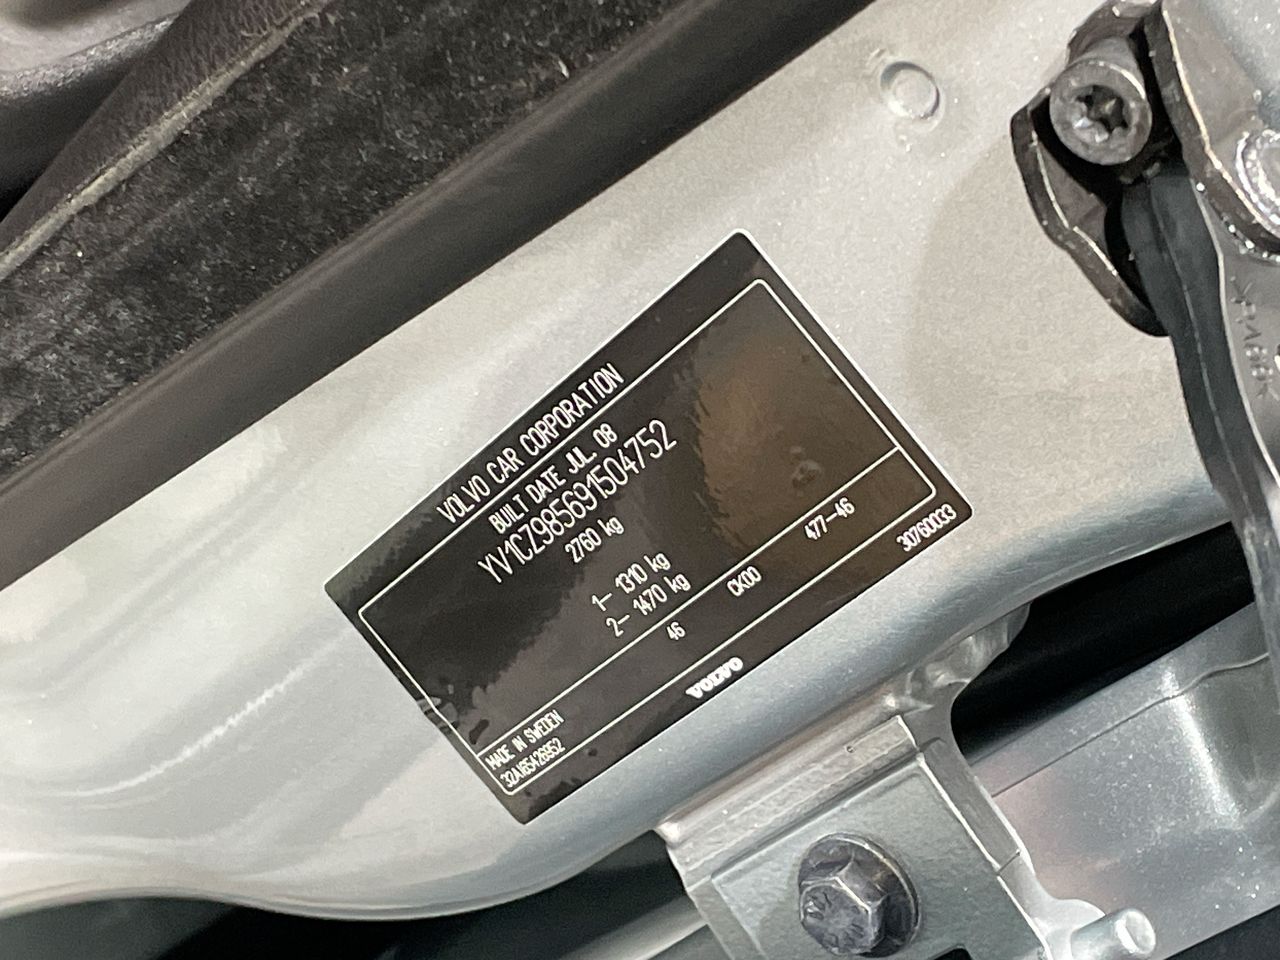 VOLVO CAR CORPORATION
BUILT DATE JUL. 08
YV1CZ985691504752
2760 kg
1- 1310 kg
2- 1470 kg
46 CK00 477-46
MADE IN SWEDEN
32AJ65426952
VOLVO
30760033